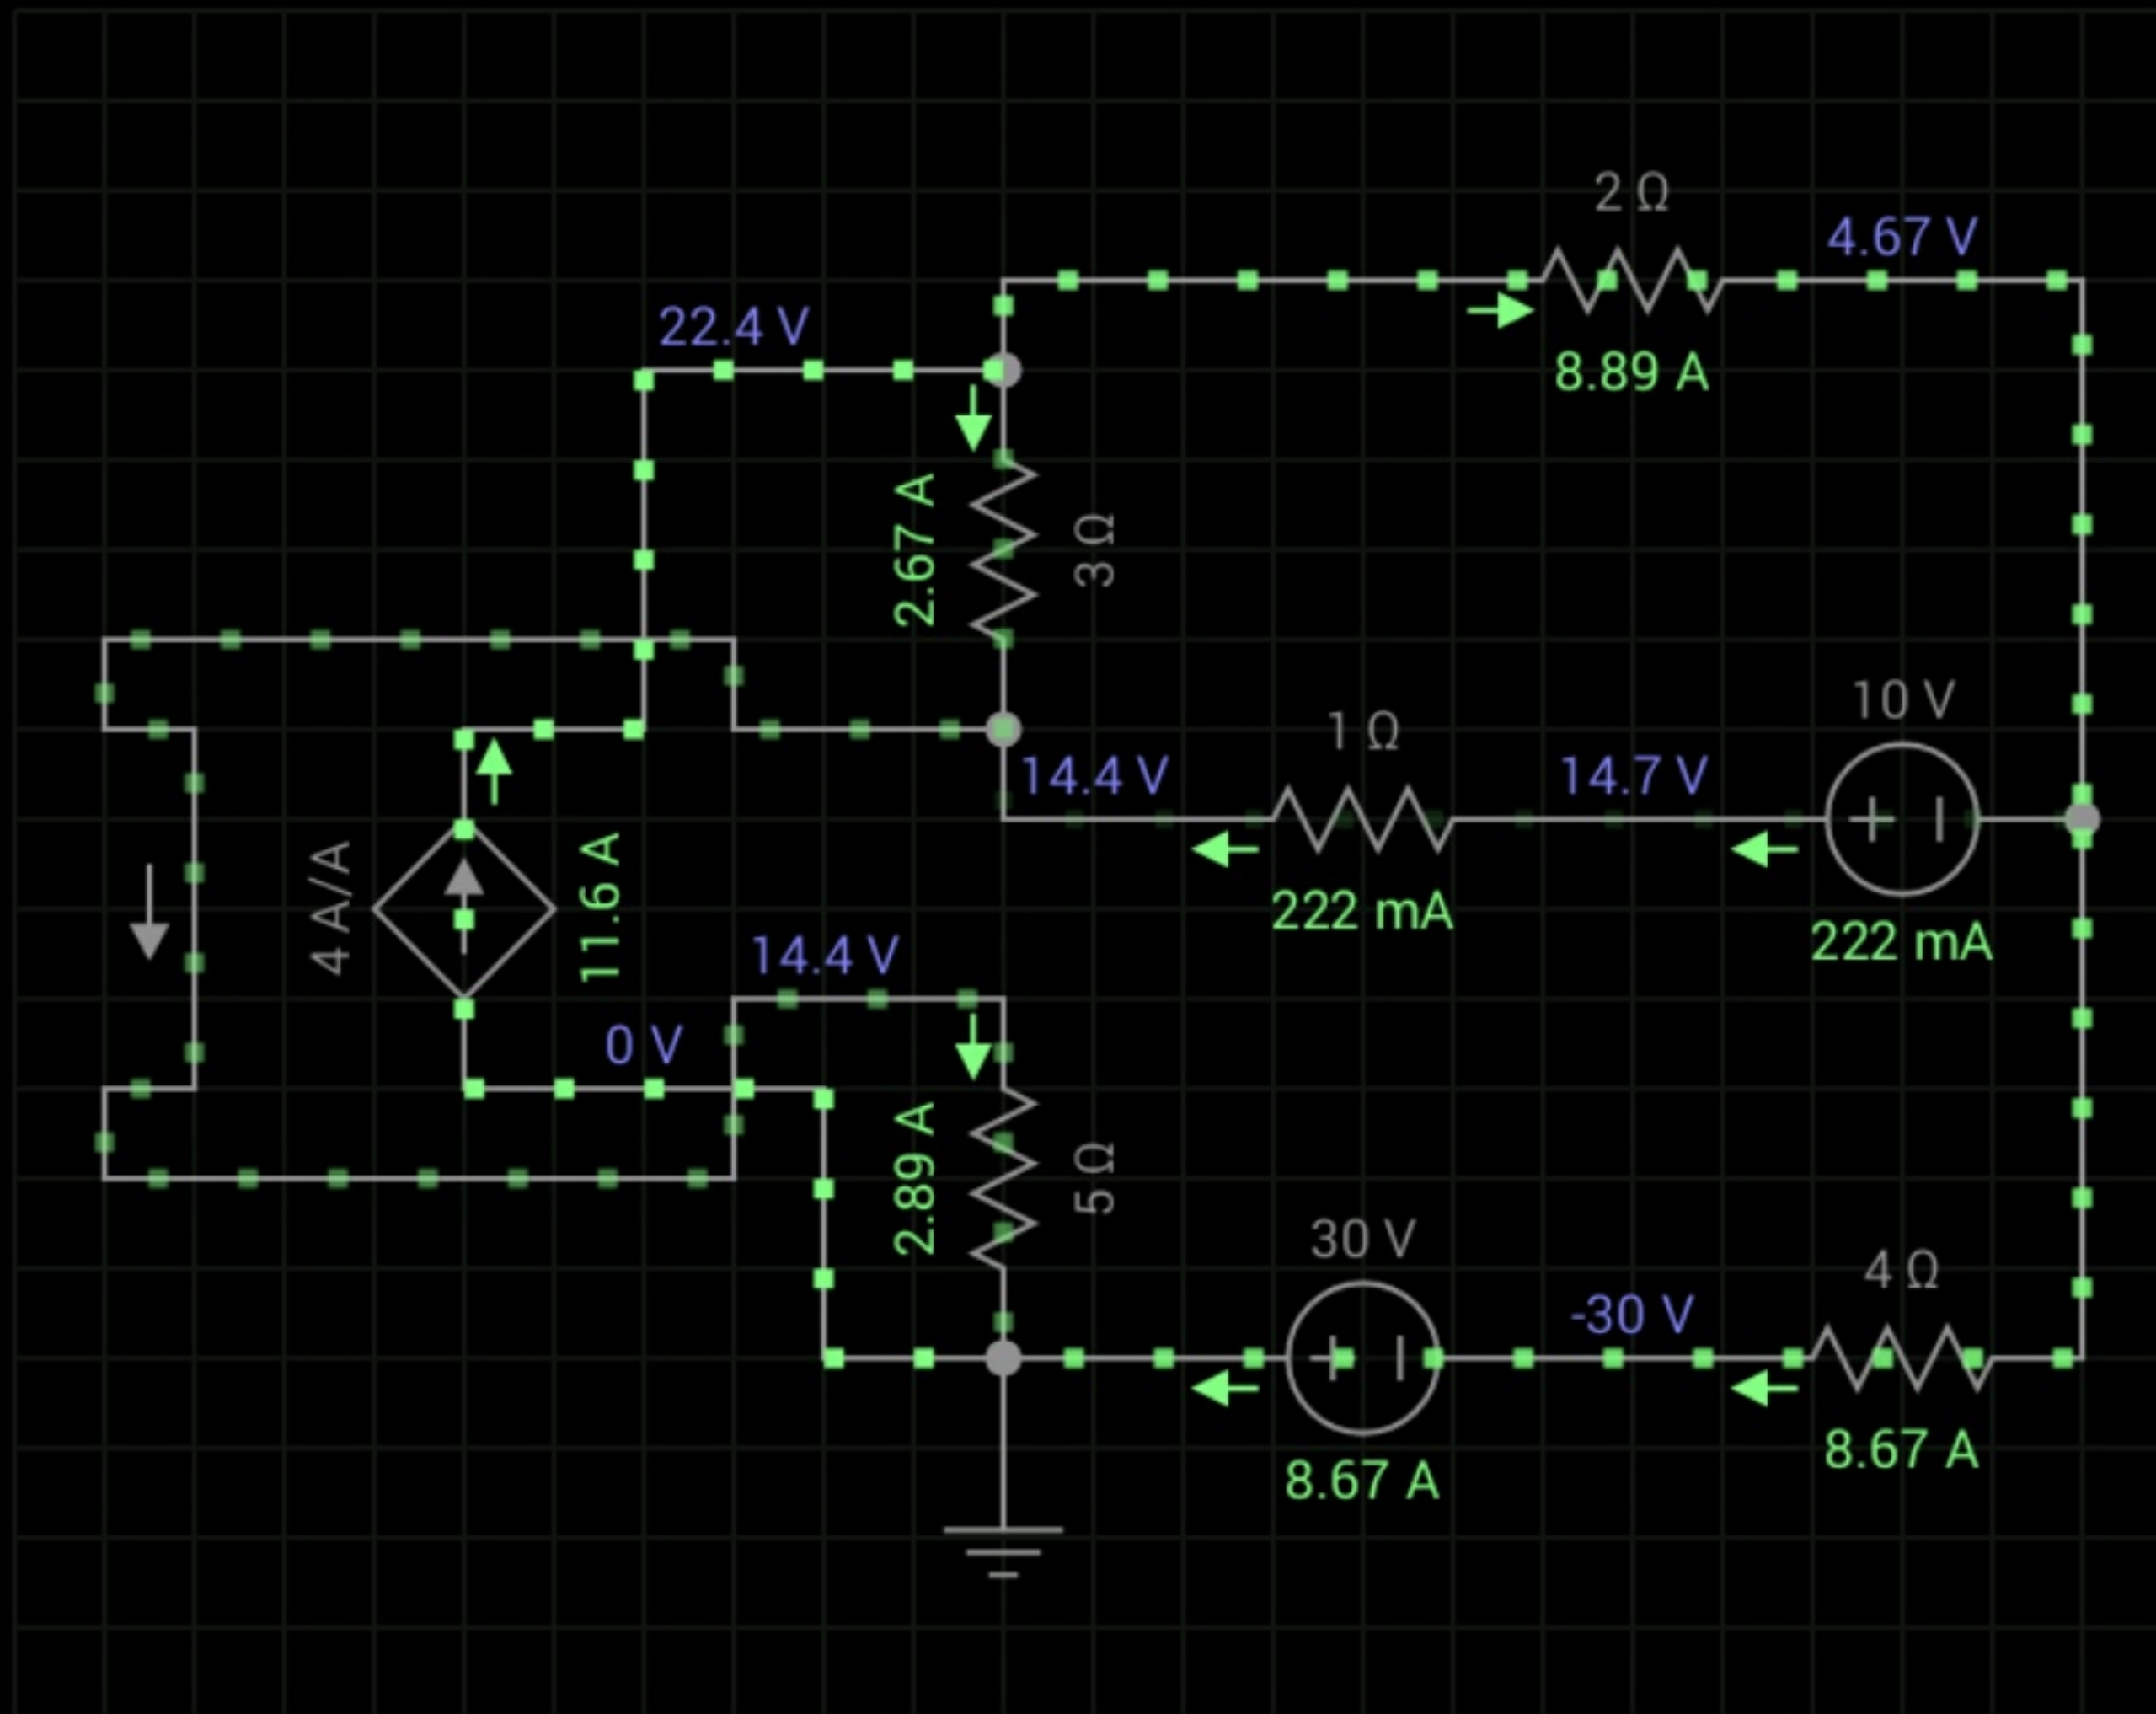 2 Ω
4.67 V
22.4 V
8.89 A
2.67 A
3 Ω
10 V
1 Ω
14.4 V
14.7 V
4 A/A
11.6 A
222 mA
222 mA
14.4 V
0 V
2.89 A
5 Ω
30 V
4 Ω
-30 V
8.67 A
8.67 A